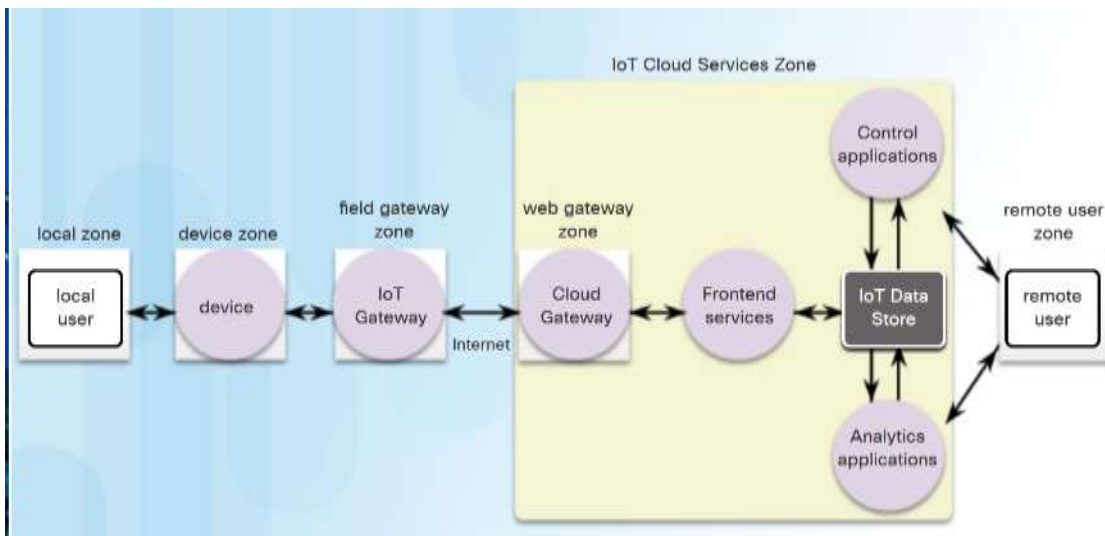 IoT Cloud Services Zone
Control
applications
field gateway
zone
web gateway
zone
remote user
zone
local zone
device zone
local
user
device
IoT
Gateway
Internet
Cloud
Gateway
Frontend
services
IoT Data
Store
remote
user
Analytics
applications